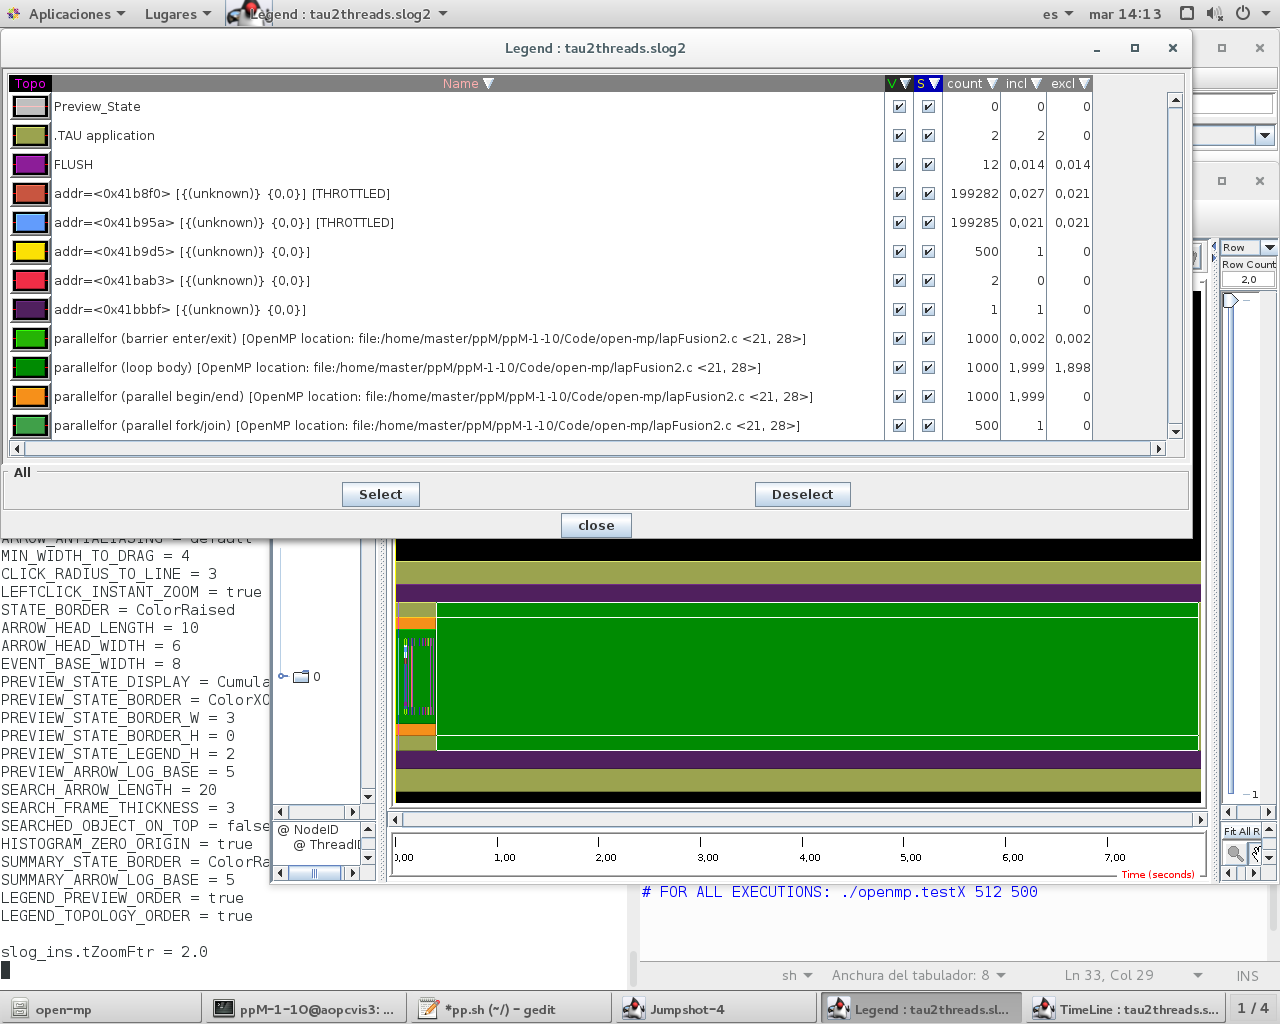 Aplicaciones
Lugares
Legend : tau2threads.slog2
es
mar 14:13
Legend : tau2threads.slog2
Topo Name V S count incl excl
Preview_State 0 0 0
.TAU application 2 2 0
FLUSH 12 0,014 0,014
addr=<0x41b8f0> [{(unknown)} {0,0}] [THROTTLED] 199282 0,027 0,021
addr=<0x41b95a> [{(unknown)} {0,0}] [THROTTLED] 199285 0,021 0,021
addr=<0x41b9d5> [{(unknown)} {0,0}] 500 1 0
addr=<0x41bab3> [{(unknown)} {0,0}] 2 0 0
addr=<0x41bbbf> [{(unknown)} {0,0}] 1 1 0
parallelfor (barrier enter/exit) [OpenMP location: file:/home/master/ppM/ppM-1-10/Code/open-mp/lapFusion2.c <21, 28>] 1000 0,002 0,002
parallelfor (loop body) [OpenMP location: file:/home/master/ppM/ppM-1-10/Code/open-mp/lapFusion2.c <21, 28>] 1000 1,999 1,898
parallelfor (parallel begin/end) [OpenMP location: file:/home/master/ppM/ppM-1-10/Code/open-mp/lapFusion2.c <21, 28>] 1000 1,999 0
parallelfor (parallel fork/join) [OpenMP location: file:/home/master/ppM/ppM-1-10/Code/open-mp/lapFusion2.c <21, 28>] 500 1 0
All
Select
Deselect
close
Row
Row Count
2,0
1
Fit All R
ARROW_ANTIALIASING = default
MIN_WIDTH_TO_DRAG = 4
CLICK_RADIUS_TO_LINE = 3
LEFTCLICK_INSTANT_ZOOM = true
STATE_BORDER = ColorRaised
ARROW_HEAD_LENGTH = 10
ARROW_HEAD_WIDTH = 6
EVENT_BASE_WIDTH = 8
PREVIEW_STATE_DISPLAY = Cumula
PREVIEW_STATE_BORDER = ColorXO
PREVIEW_STATE_BORDER_W = 3
PREVIEW_STATE_BORDER_H = 0
PREVIEW_STATE_LEGEND_H = 2
PREVIEW_ARROW_LOG_BASE = 5
SEARCH_ARROW_LENGTH = 20
SEARCH_FRAME_THICKNESS = 3
SEARCHED_OBJECT_ON_TOP = false
HISTOGRAM_ZERO_ORIGIN = true
SUMMARY_STATE_BORDER = ColorRa
SUMMARY_ARROW_LOG_BASE = 5
LEGEND_PREVIEW_ORDER = true
LEGEND_TOPOLOGY_ORDER = true
slog_ins.tZoomFtr = 2.0
0
@ NodeID
@ ThreadID
0,00 1,00 2,00 3,00 4,00 5,00 6,00 7,00
Time (seconds)
# FOR ALL EXECUTIONS: ./openmp.testX 512 500
sh
Anchura del tabulador: 8
Ln 33, Col 29
INS
open-mp
ppM-1-10@aopcvis3: ...
*pp.sh (~/) - gedit
Jumpshot-4
Legend : tau2threads.sl...
TimeLine : tau2threads.s...
1 / 4